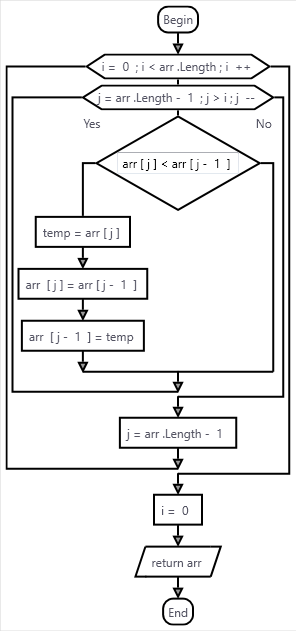 Begin
i = 0 ; i < arr .Length ; i ++
j = arr .Length - 1 ; j > i ; j --
Yes
No
arr [ j ] < arr [ j - 1 ]
temp = arr [ j ]
arr [ j ] = arr [ j - 1 ]
arr [ j - 1 ] = temp
j = arr .Length - 1
i = 0
return arr
End